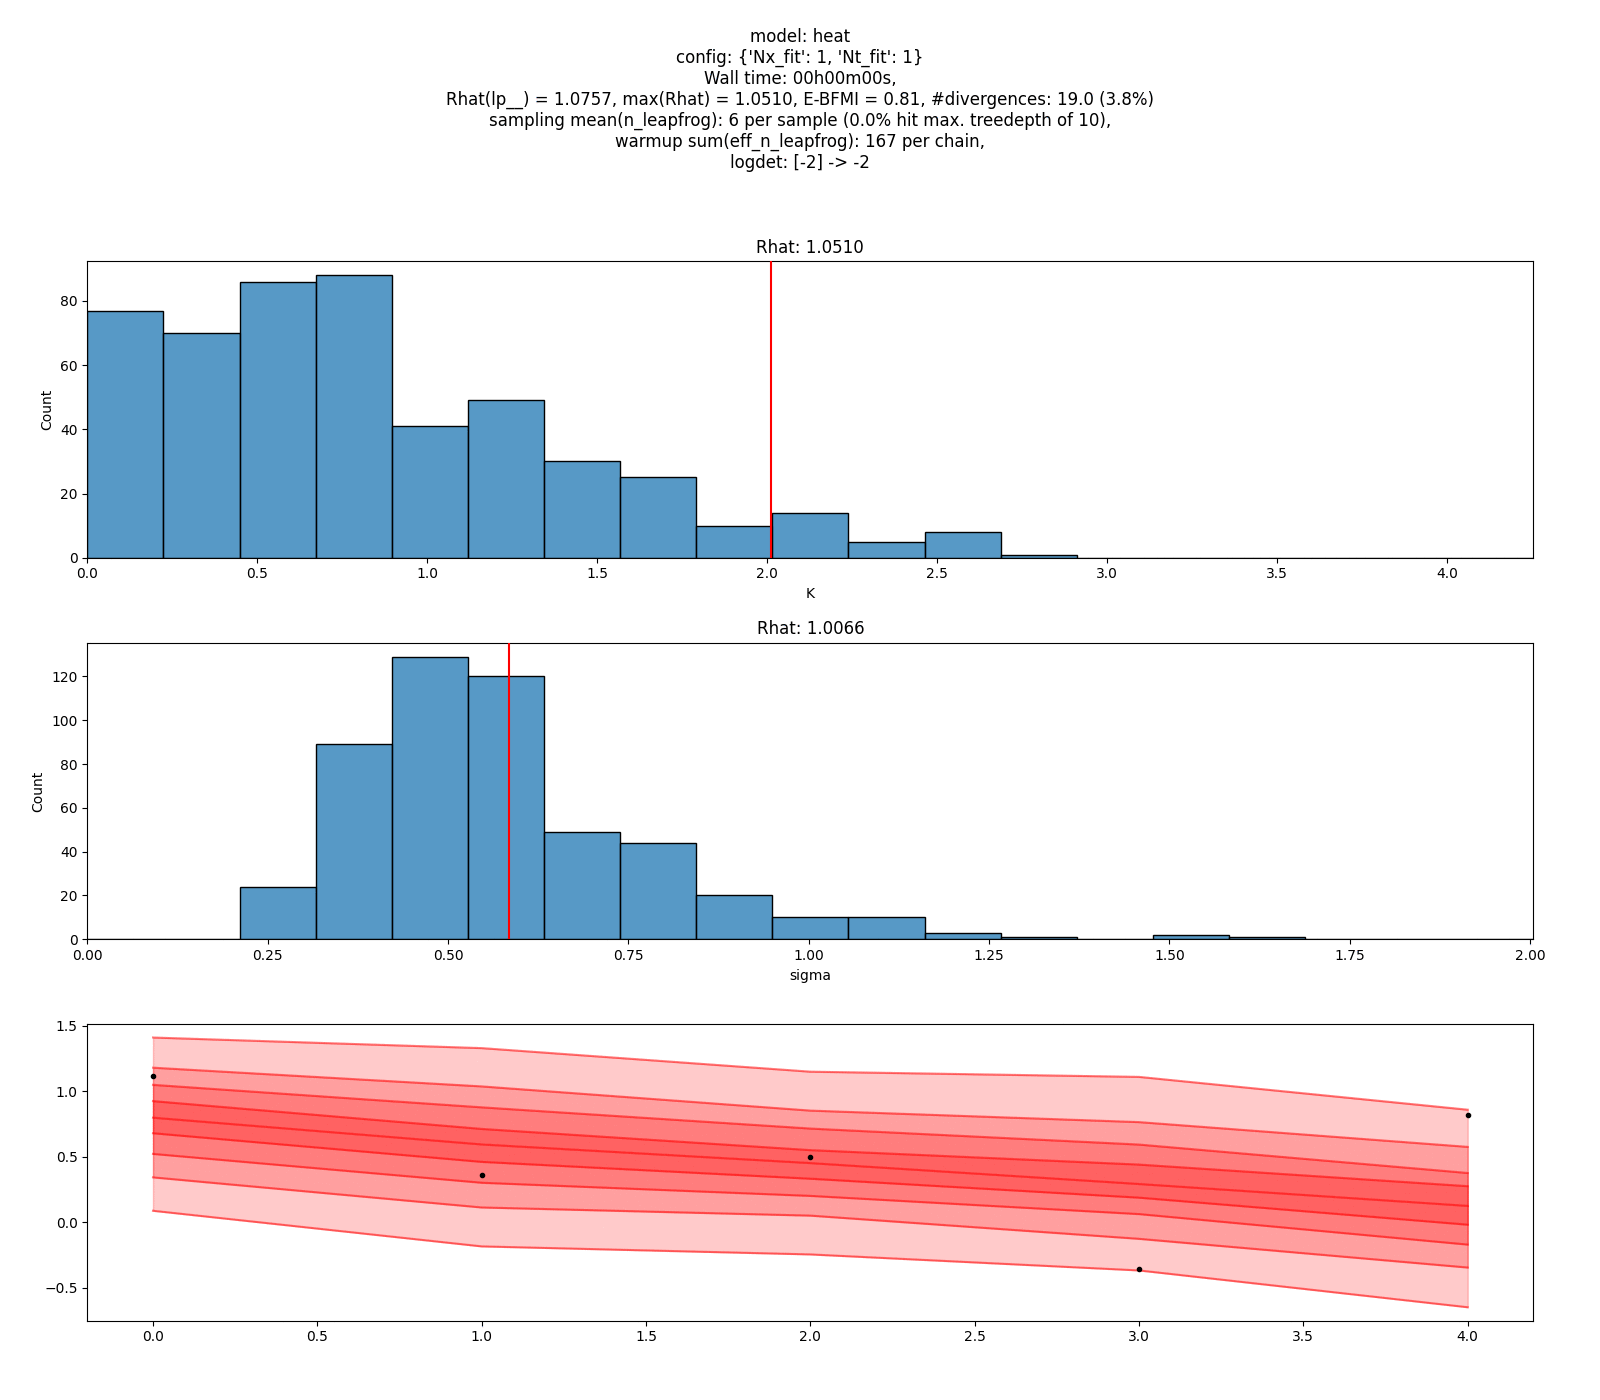 model: heat
config: {'Nx_fit': 1, 'Nt_fit': 1}
Wall time: 00h00m00s,
Rhat(lp__) = 1.0757, max(Rhat) = 1.0510, E-BFMI = 0.81, #divergences: 19.0 (3.8%)
sampling mean(n_leapfrog): 6 per sample (0.0% hit max. treedepth of 10),
warmup sum(eff_n_leapfrog): 167 per chain,
logdet: [-2] -> -2
Rhat: 1.0510
80
60
40
20
0
Count
0.0 0.5 1.0 1.5 2.0 2.5 3.0 3.5 4.0
K
Rhat: 1.0066
120
100
80
60
40
20
0
Count
0.00 0.25 0.50 0.75 1.00 1.25 1.50 1.75 2.00
sigma
1.5
1.0
0.5
0.0
−0.5
0.0 0.5 1.0 1.5 2.0 2.5 3.0 3.5 4.0